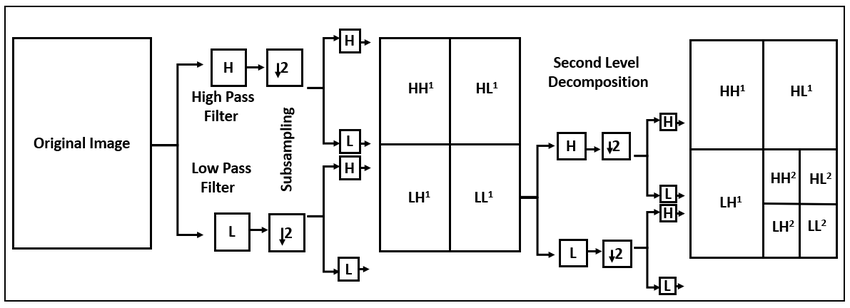 Original Image
H
↓2
High Pass
Filter
Low Pass
Filter
L
↓2
Subsampling
H
L
H
L
HH¹ HL¹
LH¹ LL¹
Second Level
Decomposition
H
↓2
L
↓2
H
L
H
L
HH¹ HL¹
LH¹
HH² HL²
LH² LL²